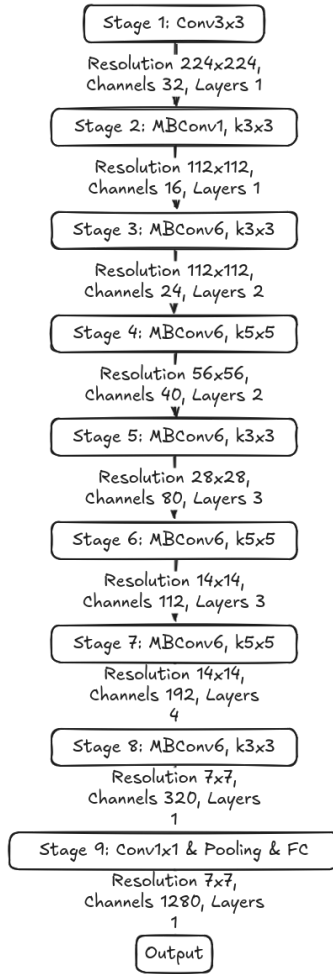 Stage 1: Conv3x3
Resolution 224x224,
Channels 32, Layers 1
Stage 2: MBConv1, k3x3
Resolution 112x112,
Channels 16, Layers 1
Stage 3: MBConv6, k3x3
Resolution 112x112,
Channels 24, Layers 2
Stage 4: MBConv6, k5x5
Resolution 56x56,
Channels 40, Layers 2
Stage 5: MBConv6, k3x3
Resolution 28x28,
Channels 80, Layers 3
Stage 6: MBConv6, k5x5
Resolution 14x14,
Channels 112, Layers 3
Stage 7: MBConv6, k5x5
Resolution 14x14,
Channels 192, Layers
4
Stage 8: MBConv6, k3x3
Resolution 7x7,
Channels 320, Layers
1
Stage 9: Conv1x1 & Pooling & FC
Resolution 7x7,
Channels 1280, Layers
1
Output